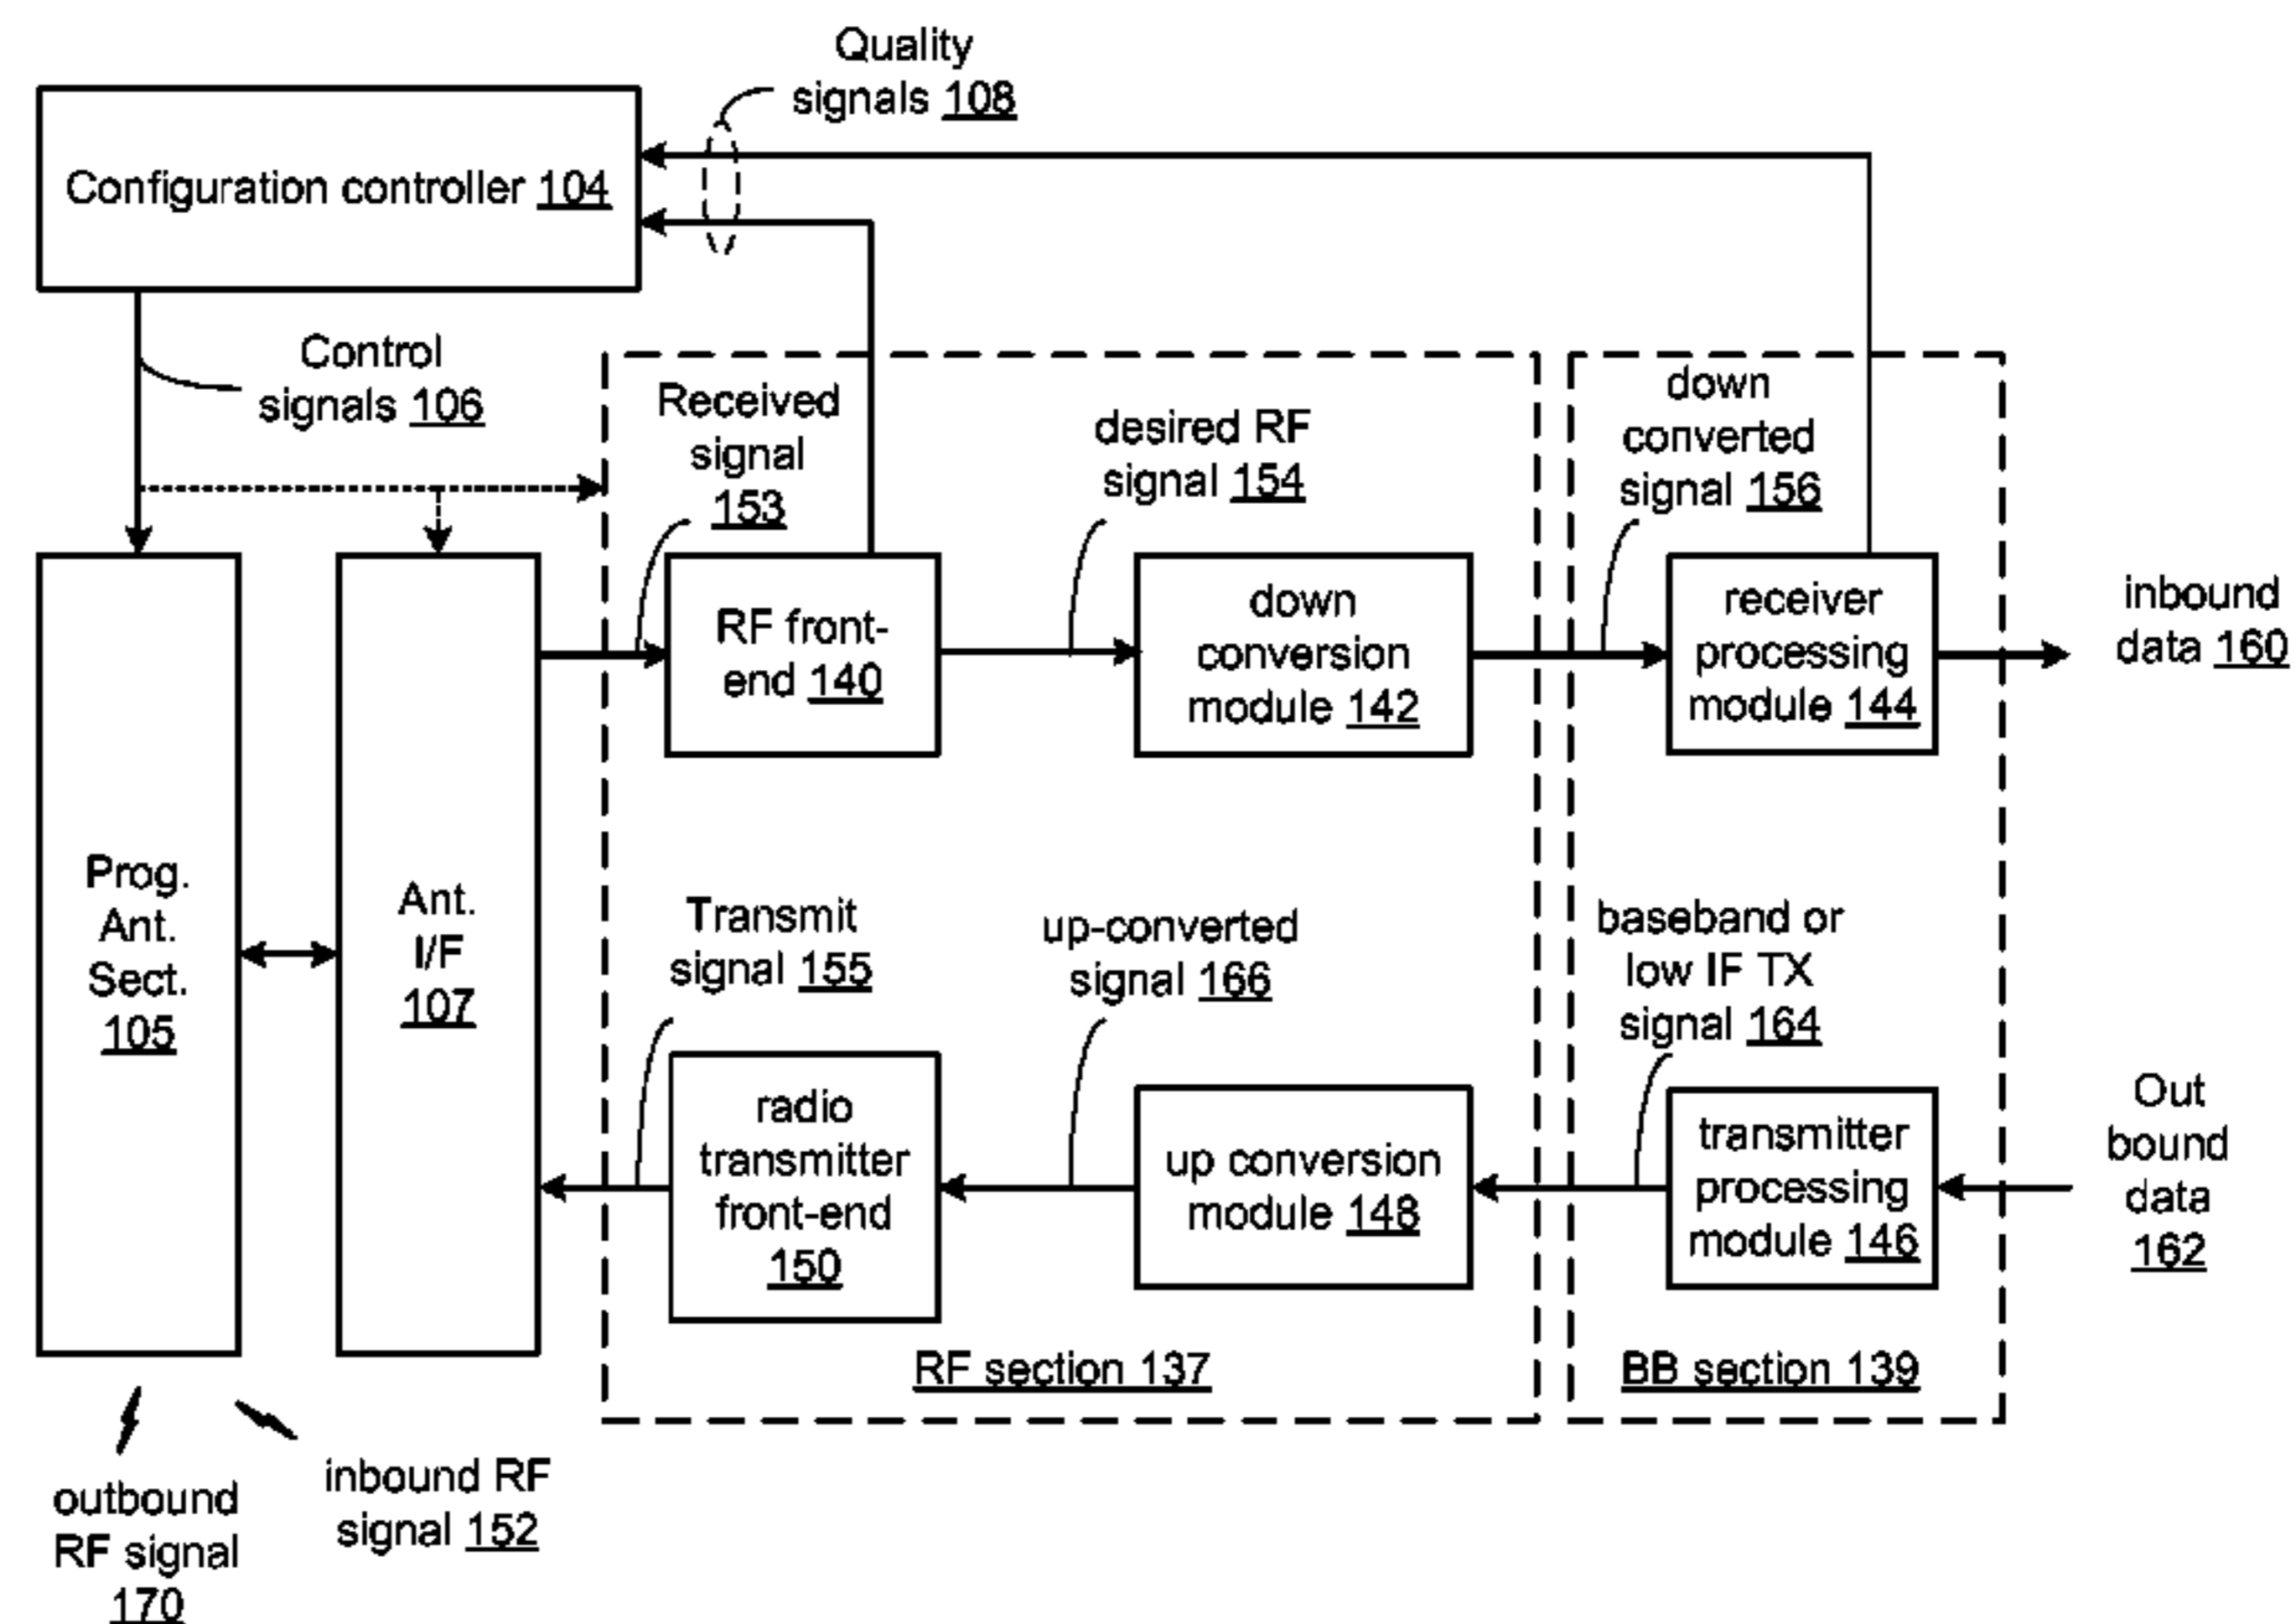 Quality
signals 108
Configuration controller 104
Control
signals 106
Received
signal
153
desired RF
signal 154
down
converted
signal 156
RF front-
end 140
down
conversion
module 142
receiver
processing
module 144
inbound
data 160
Prog.
Ant.
Sect.
105
Ant.
I/F
107
Transmit
signal 155
up-converted
signal 166
baseband or
low IF TX
signal 164
radio
transmitter
front-end
150
up conversion
module 148
transmitter
processing
module 146
Out
bound
data
162
RF section 137
BB section 139
outbound
RF signal
170
inbound RF
signal 152